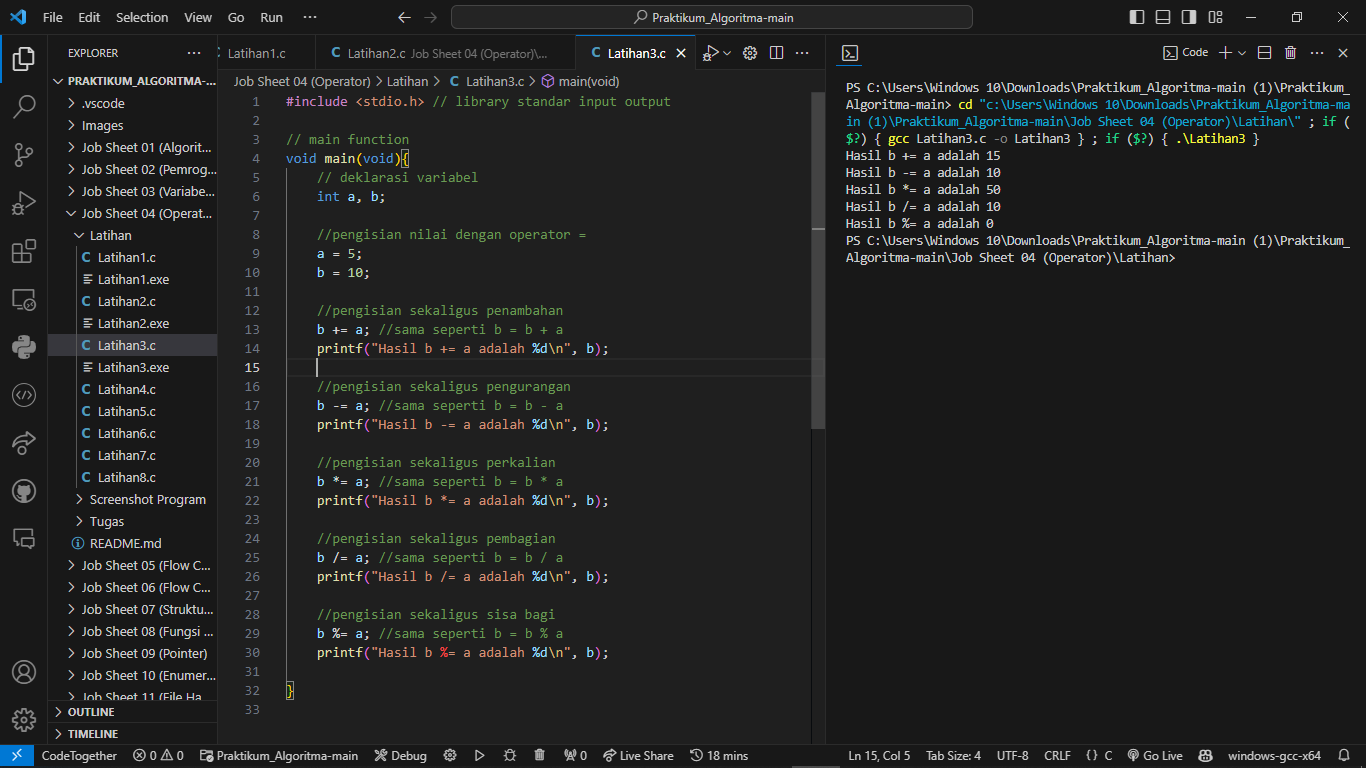 File Edit Selection View Go Run ··· Praktikum_Algoritma-main
EXPLORER ···
PRAKTIKUM_ALGORITMA-...
.vscode
Images
Job Sheet 01 (Algorit...
Job Sheet 02 (Pemrog...
Job Sheet 03 (Variabe...
Job Sheet 04 (Operat...
Latihan
Latihan1.c
Latihan1.exe
Latihan2.c
Latihan2.exe
Latihan3.c
Latihan3.exe
Latihan4.c
Latihan5.c
Latihan6.c
Latihan7.c
Latihan8.c
Screenshot Program
Tugas
README.md
Job Sheet 05 (Flow C...
Job Sheet 06 (Flow C...
Job Sheet 07 (Struktu...
Job Sheet 08 (Fungsi ...
Job Sheet 09 (Pointer)
Job Sheet 10 (Enumer...
Job Sheet 11 (File Ha
OUTLINE
TIMELINE
Latihan1.c C Latihan2.c Job Sheet 04 (Operator)\... C Latihan3.c
Job Sheet 04 (Operator) > Latihan > C Latihan3.c > main(void)
1 #include <stdio.h> // library standar input output
2
3 // main function
4 void main(void){
5 // deklarasi variabel
6 int a, b;
7
8 //pengisian nilai dengan operator =
9 a = 5;
10 b = 10;
11
12 //pengisian sekaligus penambahan
13 b += a; //sama seperti b = b + a
14 printf("Hasil b += a adalah %d\n", b);
15
16 //pengisian sekaligus pengurangan
17 b -= a; //sama seperti b = b - a
18 printf("Hasil b -= a adalah %d\n", b);
19
20 //pengisian sekaligus perkalian
21 b *= a; //sama seperti b = b * a
22 printf("Hasil b *= a adalah %d\n", b);
23
24 //pengisian sekaligus pembagian
25 b /= a; //sama seperti b = b / a
26 printf("Hasil b /= a adalah %d\n", b);
27
28 //pengisian sekaligus sisa bagi
29 b %= a; //sama seperti b = b % a
30 printf("Hasil b %= a adalah %d\n", b);
31
32 }
33
Code
PS C:\Users\Windows 10\Downloads\Praktikum_Algoritma-main (1)\Praktikum_
Algoritma-main> cd "c:\Users\Windows 10\Downloads\Praktikum_Algoritma-ma
in (1)\Praktikum_Algoritma-main\Job Sheet 04 (Operator)\Latihan\" ; if (
$?) { gcc Latihan3.c -o Latihan3 } ; if ($?) { .\Latihan3 }
Hasil b += a adalah 15
Hasil b -= a adalah 10
Hasil b *= a adalah 50
Hasil b /= a adalah 10
Hasil b %= a adalah 0
PS C:\Users\Windows 10\Downloads\Praktikum_Algoritma-main (1)\Praktikum_
Algoritma-main\Job Sheet 04 (Operator)\Latihan>
CodeTogether 0 0 Praktikum_Algoritma-main Debug 0 Live Share 18 mins Ln 15, Col 5 Tab Size: 4 UTF-8 CRLF { } C Go Live windows-gcc-x64